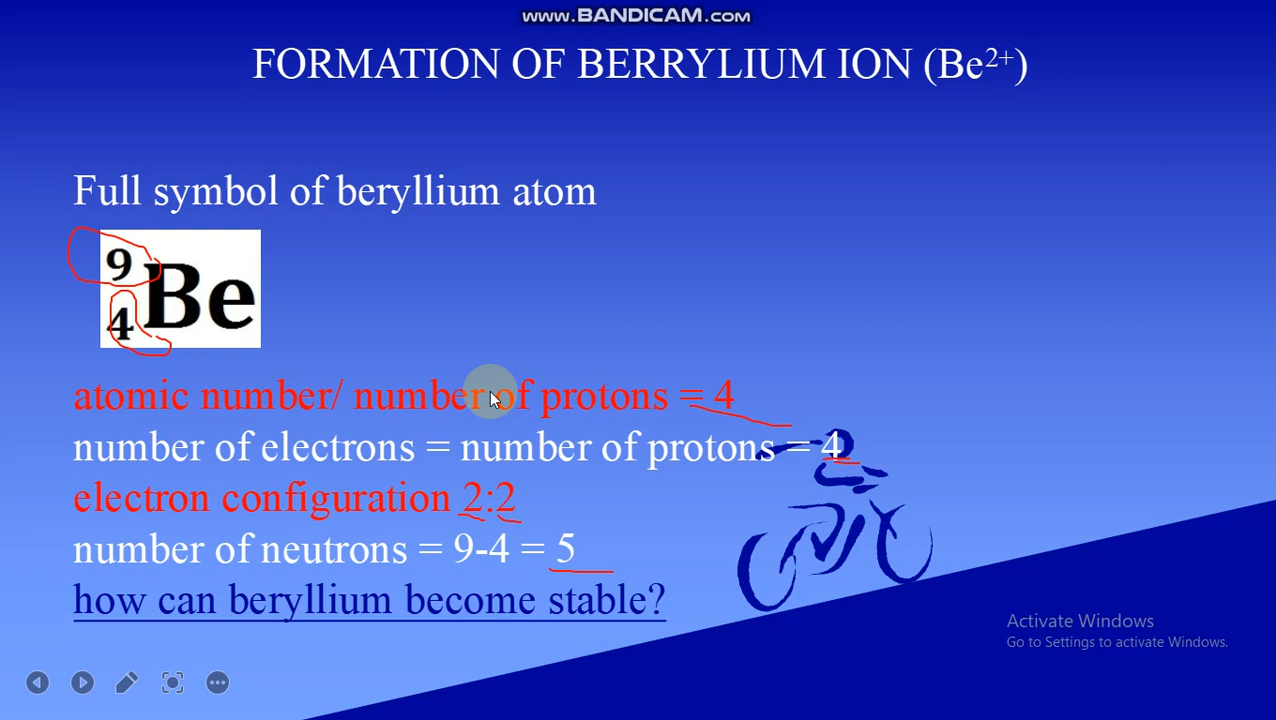 www.BANDICAM.com
FORMATION OF BERRYLIUM ION (Be²⁺)
Full symbol of beryllium atom
9
4
Be
atomic number/ number of protons = 4
number of electrons = number of protons = 4
electron configuration 2:2
number of neutrons = 9-4 = 5
how can beryllium become stable?
Activate Windows
Go to Settings to activate Windows.